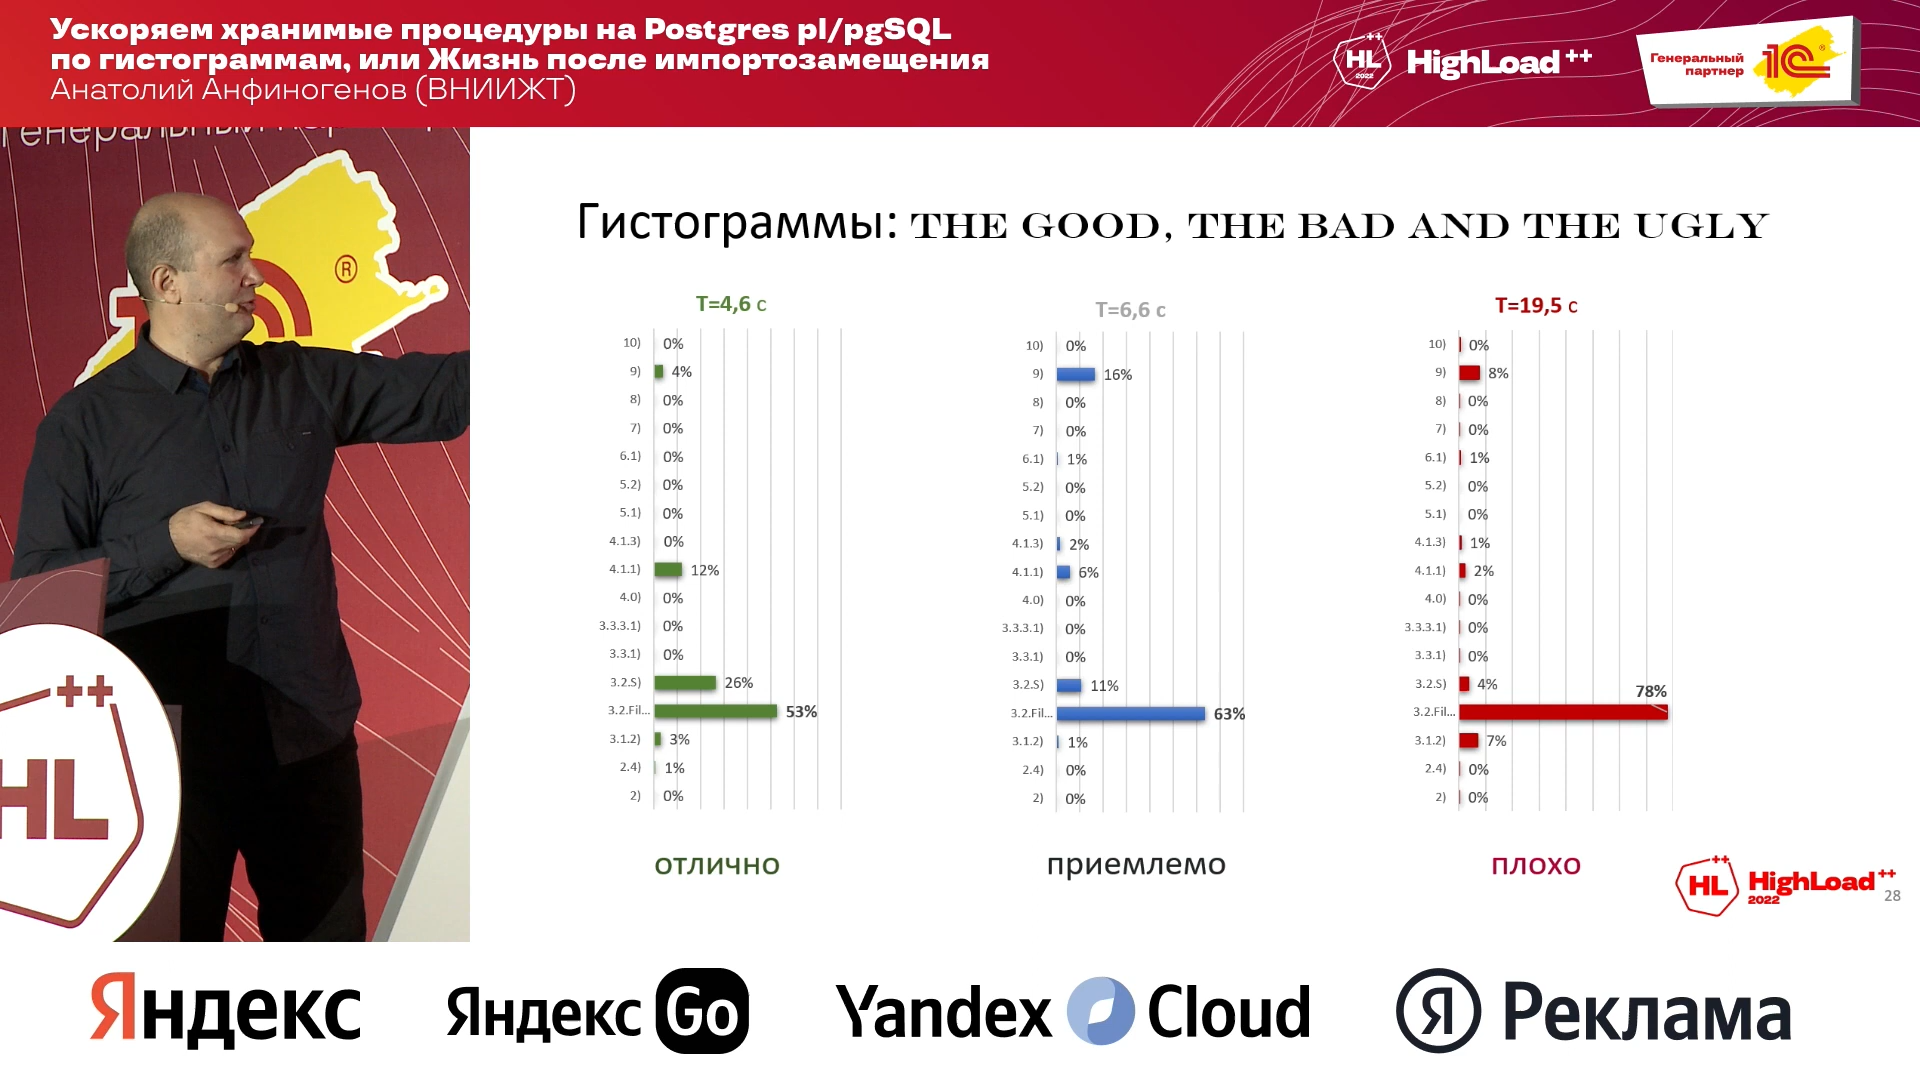 Ускоряем хранимые процедуры на Postgres pl/pgSQL
по гистограммам, или Жизнь после импортозамещения
Анатолий Анфиногенов (ВНИИЖТ)
HL++
2022
HighLoad++
Генеральный
партнер
1C®
®
++
HL
Гистограммы: THE GOOD, THE BAD AND THE UGLY
T=4,6 с
10) 0%
9) 4%
8) 0%
7) 0%
6.1) 0%
5.2) 0%
5.1) 0%
4.1.3) 0%
4.1.1) 12%
4.0) 0%
3.3.3.1) 0%
3.3.1) 0%
3.2.S) 26%
3.2.Fil... 53%
3.1.2) 3%
2.4) 1%
2) 0%
отлично
T=6,6 с
10) 0%
9) 16%
8) 0%
7) 0%
6.1) 1%
5.2) 0%
5.1) 0%
4.1.3) 2%
4.1.1) 6%
4.0) 0%
3.3.3.1) 0%
3.3.1) 0%
3.2.S) 11%
3.2.Fil... 63%
3.1.2) 1%
2.4) 0%
2) 0%
приемлемо
T=19,5 с
10) 0%
9) 8%
8) 0%
7) 0%
6.1) 1%
5.2) 0%
5.1) 0%
4.1.3) 1%
4.1.1) 2%
4.0) 0%
3.3.3.1) 0%
3.3.1) 0%
3.2.S) 4%
3.2.Fil... 78%
3.1.2) 7%
2.4) 0%
2) 0%
плохо
HL++
HighLoad++
2022
28
Яндекс
Яндекс Go
Yandex Cloud
Я Реклама